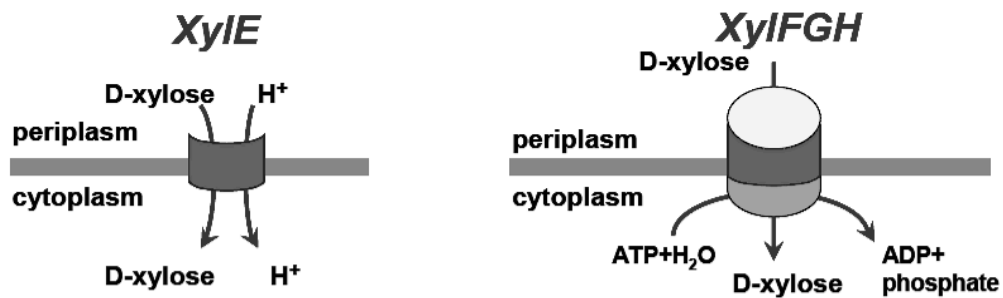 XylE
D-xylose H⁺
periplasm
cytoplasm
D-xylose H⁺
XylFGH
D-xylose
periplasm
cytoplasm
ATP+H₂O
D-xylose
ADP+
phosphate